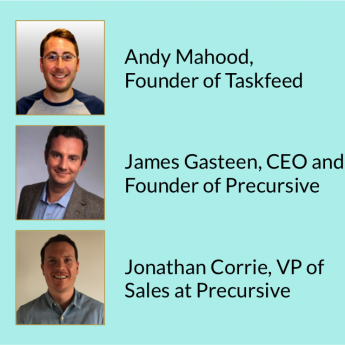 Andy Mahood,
Founder of Taskfeed
James Gasteen, CEO and
Founder of Precursive
Jonathan Corrie, VP of
Sales at Precursive